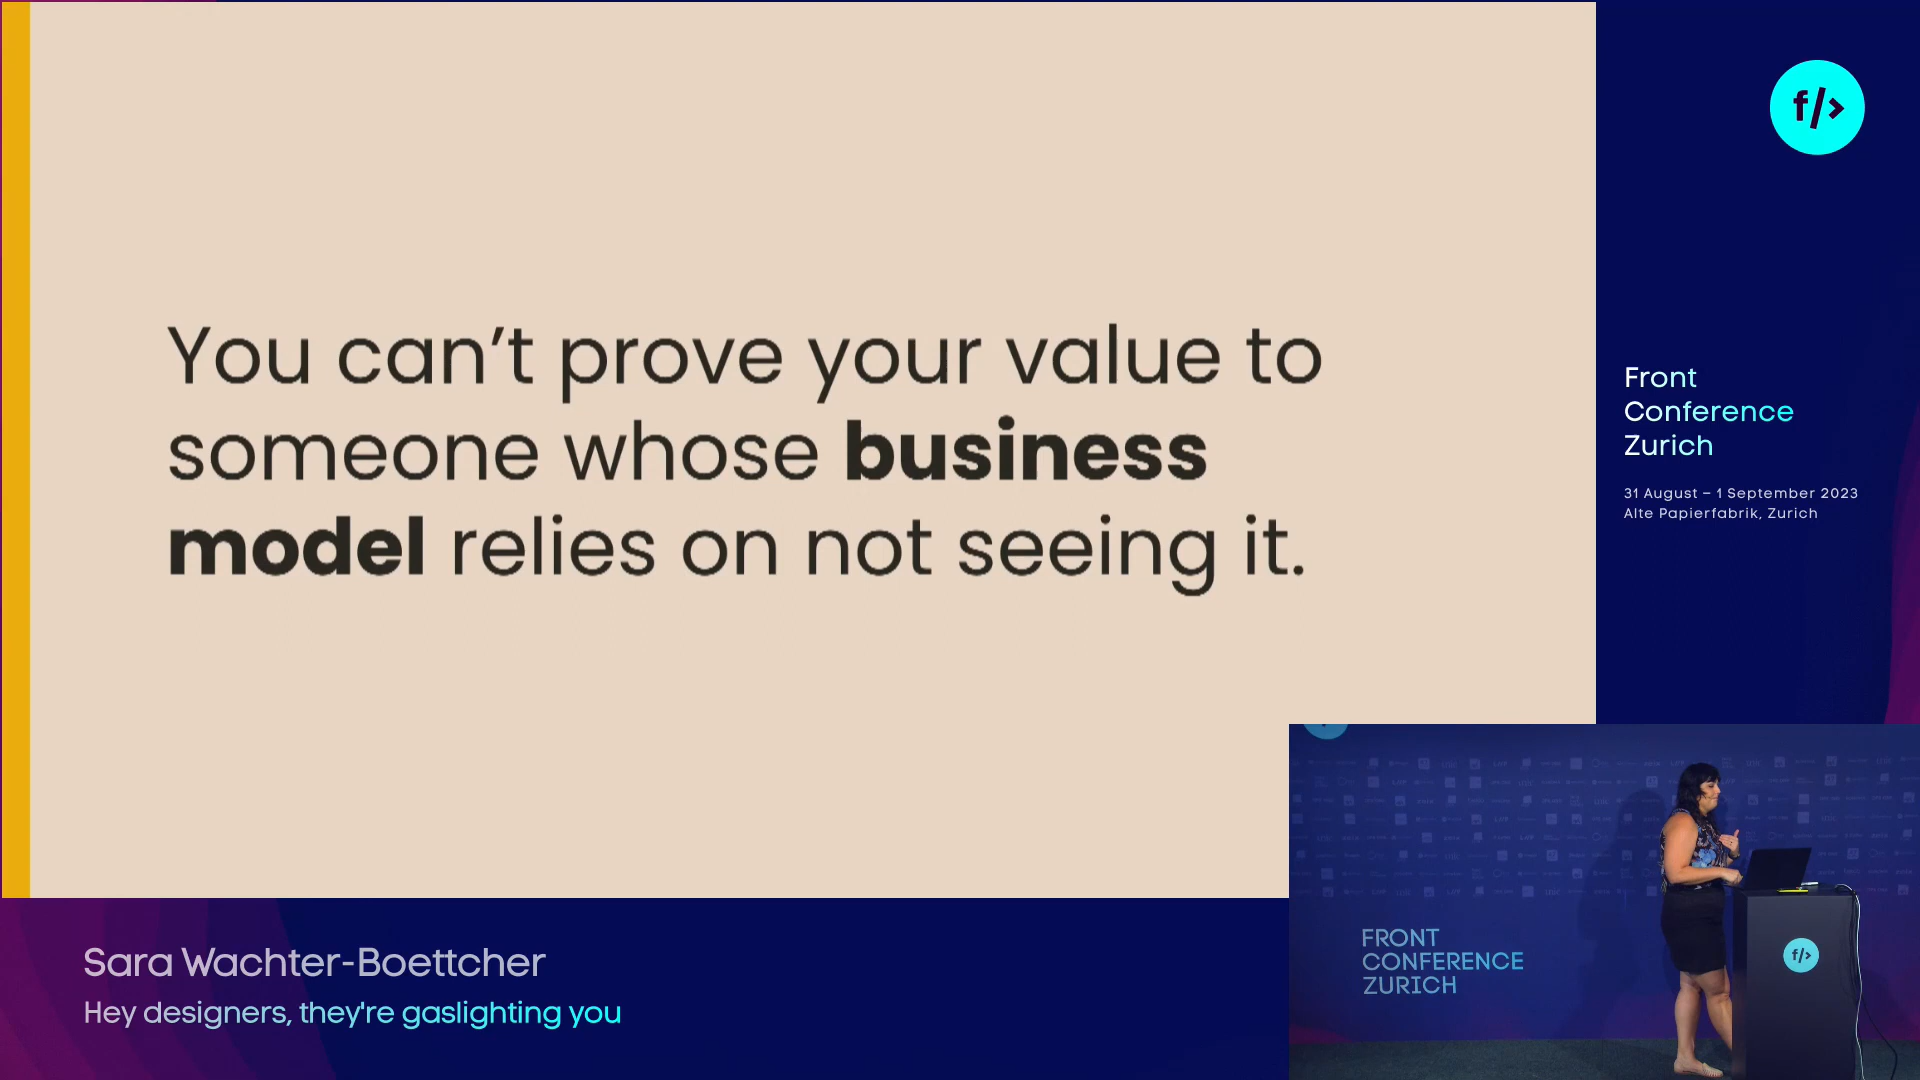 You can’t prove your value to
someone whose business
model relies on not seeing it.
f/>
Front
Conference
Zurich
31 August – 1 September 2023
Alte Papierfabrik, Zurich
Sara Wachter-Boettcher
Hey designers, they're gaslighting you
FRONT
CONFERENCE
ZURICH
f/>